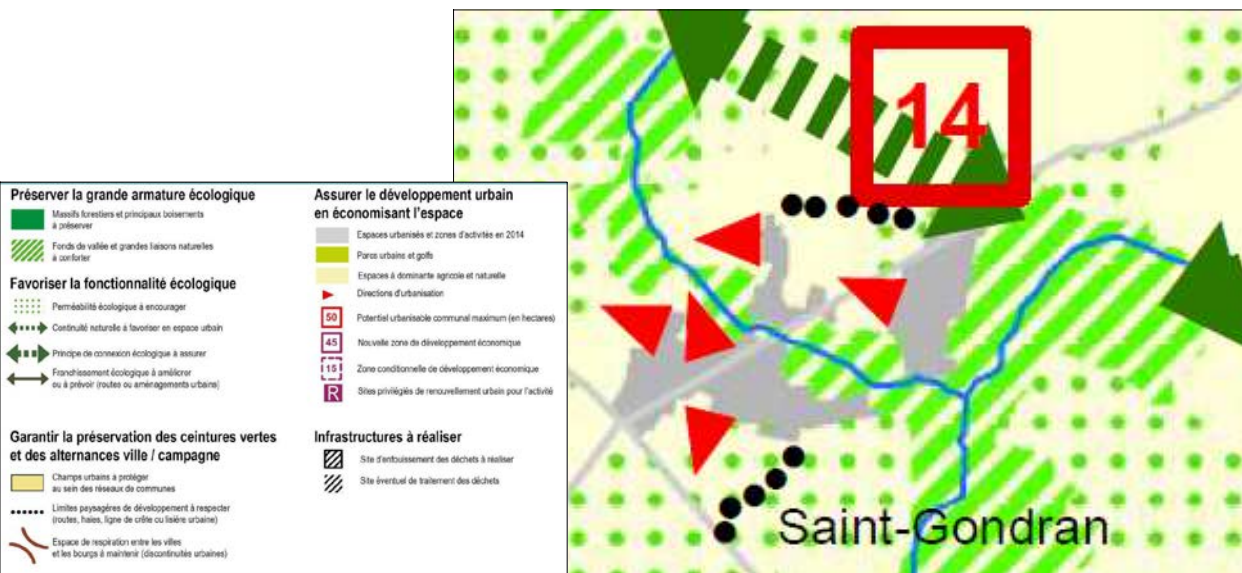 Préserver la grande armature écologique
Massifs forestiers et principaux boisements
à préserver
Fonds de vallée et grandes liaisons naturelles
à conforter
Favoriser la fonctionnalité écologique
Perméabilité écologique à encourager
Continuité naturelle à favoriser en espace urbain
Principe de connexion écologique à assurer
Franchissement écologique à améliorer
ou à prévoir (routes ou aménagements urbains)
Garantir la préservation des ceintures vertes
et des alternances ville / campagne
Champs urbains à protéger
au sein des réseaux de communes
Limites paysagères de développement à respecter
(routes, haies, ligne de crête ou lisière urbaine)
Espace de respiration entre les villes
et les bourgs à maintenir (discontinuités urbaines)
Assurer le développement urbain
en économisant l'espace
Espaces urbanisés et zones d'activités en 2014
Parcs urbains et golfs
Espaces à dominante agricole et naturelle
Directions d'urbanisation
50 Potentiel urbanisable communal maximum (en hectares)
45 Nouvelle zone de développement économique
15 Zone conditionnelle de développement économique
R Sites privilégiés de renouvellement urbain pour l'activité
Infrastructures à réaliser
Site d'enfouissement des déchets à réaliser
Site éventuel de traitement des déchets
14
Saint-Gondran